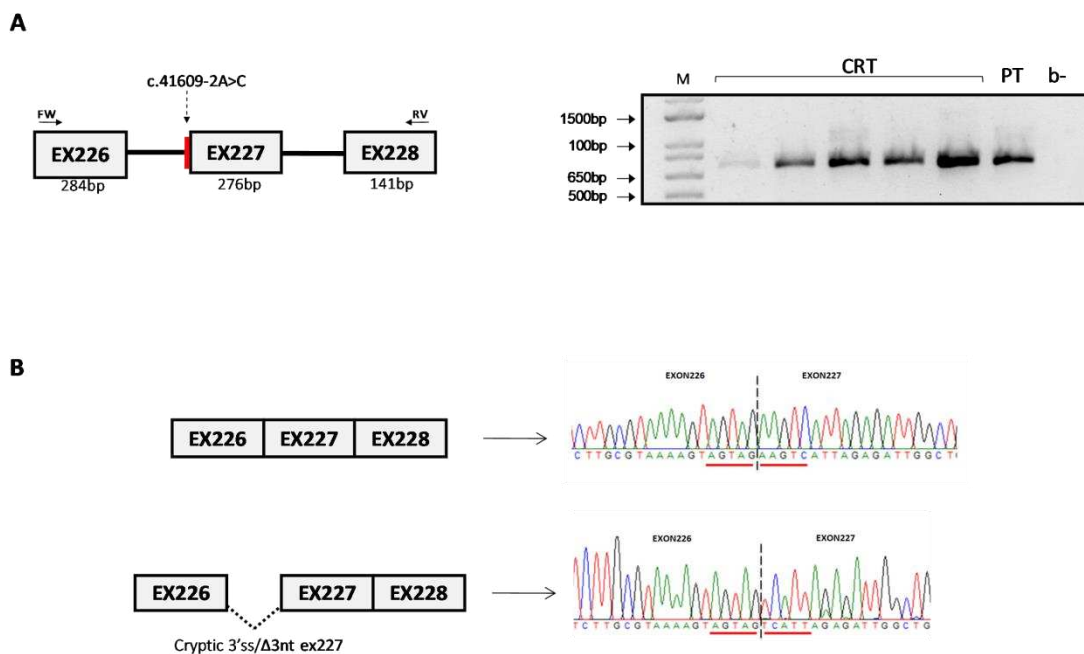 A
c.41609-2A>C
FW
RV
EX226
EX227
EX228
284bp
276bp
141bp
M
CRT
PT
b-
1500bp
100bp
650bp
500bp
B
EX226
EX227
EX228
EXON226
EXON227
CTTGCGTAAAAGTAGTAGAAGTCATTAGAGATTGGCT
EX226
EX227
EX228
Cryptic 3'ss/Δ3nt ex227
EXON226
EXON227
TCTTGCGTAAAAGTAGTAGTCATTAGAGATTGGCTG